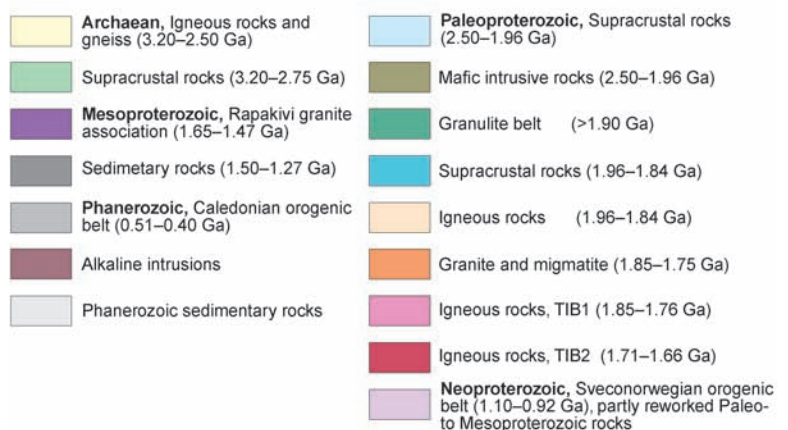 Archaean, Igneous rocks and
gneiss (3.20–2.50 Ga)
Supracrustal rocks (3.20–2.75 Ga)
Mesoproterozoic, Rapakivi granite
association (1.65–1.47 Ga)
Sedimetary rocks (1.50–1.27 Ga)
Phanerozoic, Caledonian orogenic
belt (0.51–0.40 Ga)
Alkaline intrusions
Phanerozoic sedimentary rocks
Paleoproterozoic, Supracrustal rocks
(2.50–1.96 Ga)
Mafic intrusive rocks (2.50–1.96 Ga)
Granulite belt (>1.90 Ga)
Supracrustal rocks (1.96–1.84 Ga)
Igneous rocks (1.96–1.84 Ga)
Granite and migmatite (1.85–1.75 Ga)
Igneous rocks, TIB1 (1.85–1.76 Ga)
Igneous rocks, TIB2 (1.71–1.66 Ga)
Neoproterozoic, Sveconorwegian orogenic
belt (1.10–0.92 Ga), partly reworked Paleo-
to Mesoproterozoic rocks